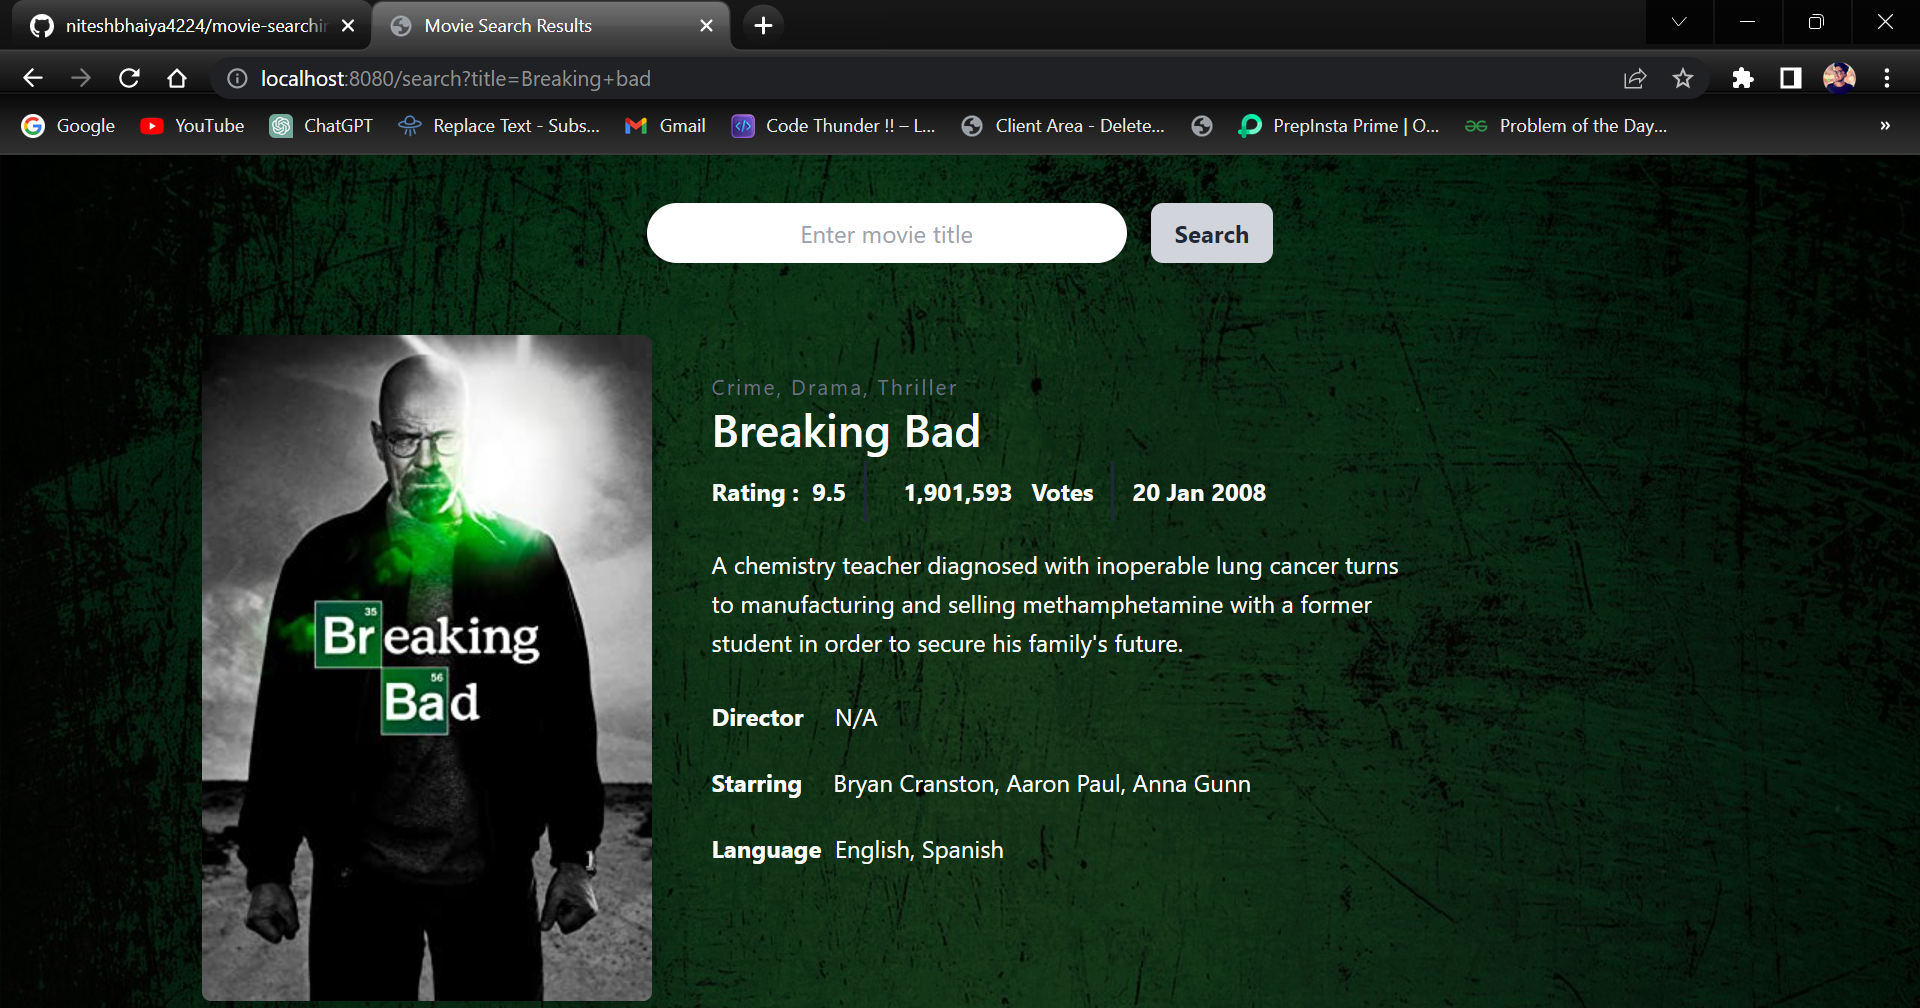 niteshbhaiya4224/movie-searchin
Movie Search Results
localhost:8080/search?title=Breaking+bad
Google
YouTube
ChatGPT
Replace Text - Subs...
Gmail
Code Thunder !! – L...
Client Area - Delete...
PrepInsta Prime | O...
Problem of the Day...
»
Enter movie title
Search
Crime, Drama, Thriller
Breaking Bad
Rating : 9.5 1,901,593 Votes 20 Jan 2008
A chemistry teacher diagnosed with inoperable lung cancer turns
to manufacturing and selling methamphetamine with a former
student in order to secure his family's future.
Director N/A
Starring Bryan Cranston, Aaron Paul, Anna Gunn
Language English, Spanish
35
Breaking
56
Bad